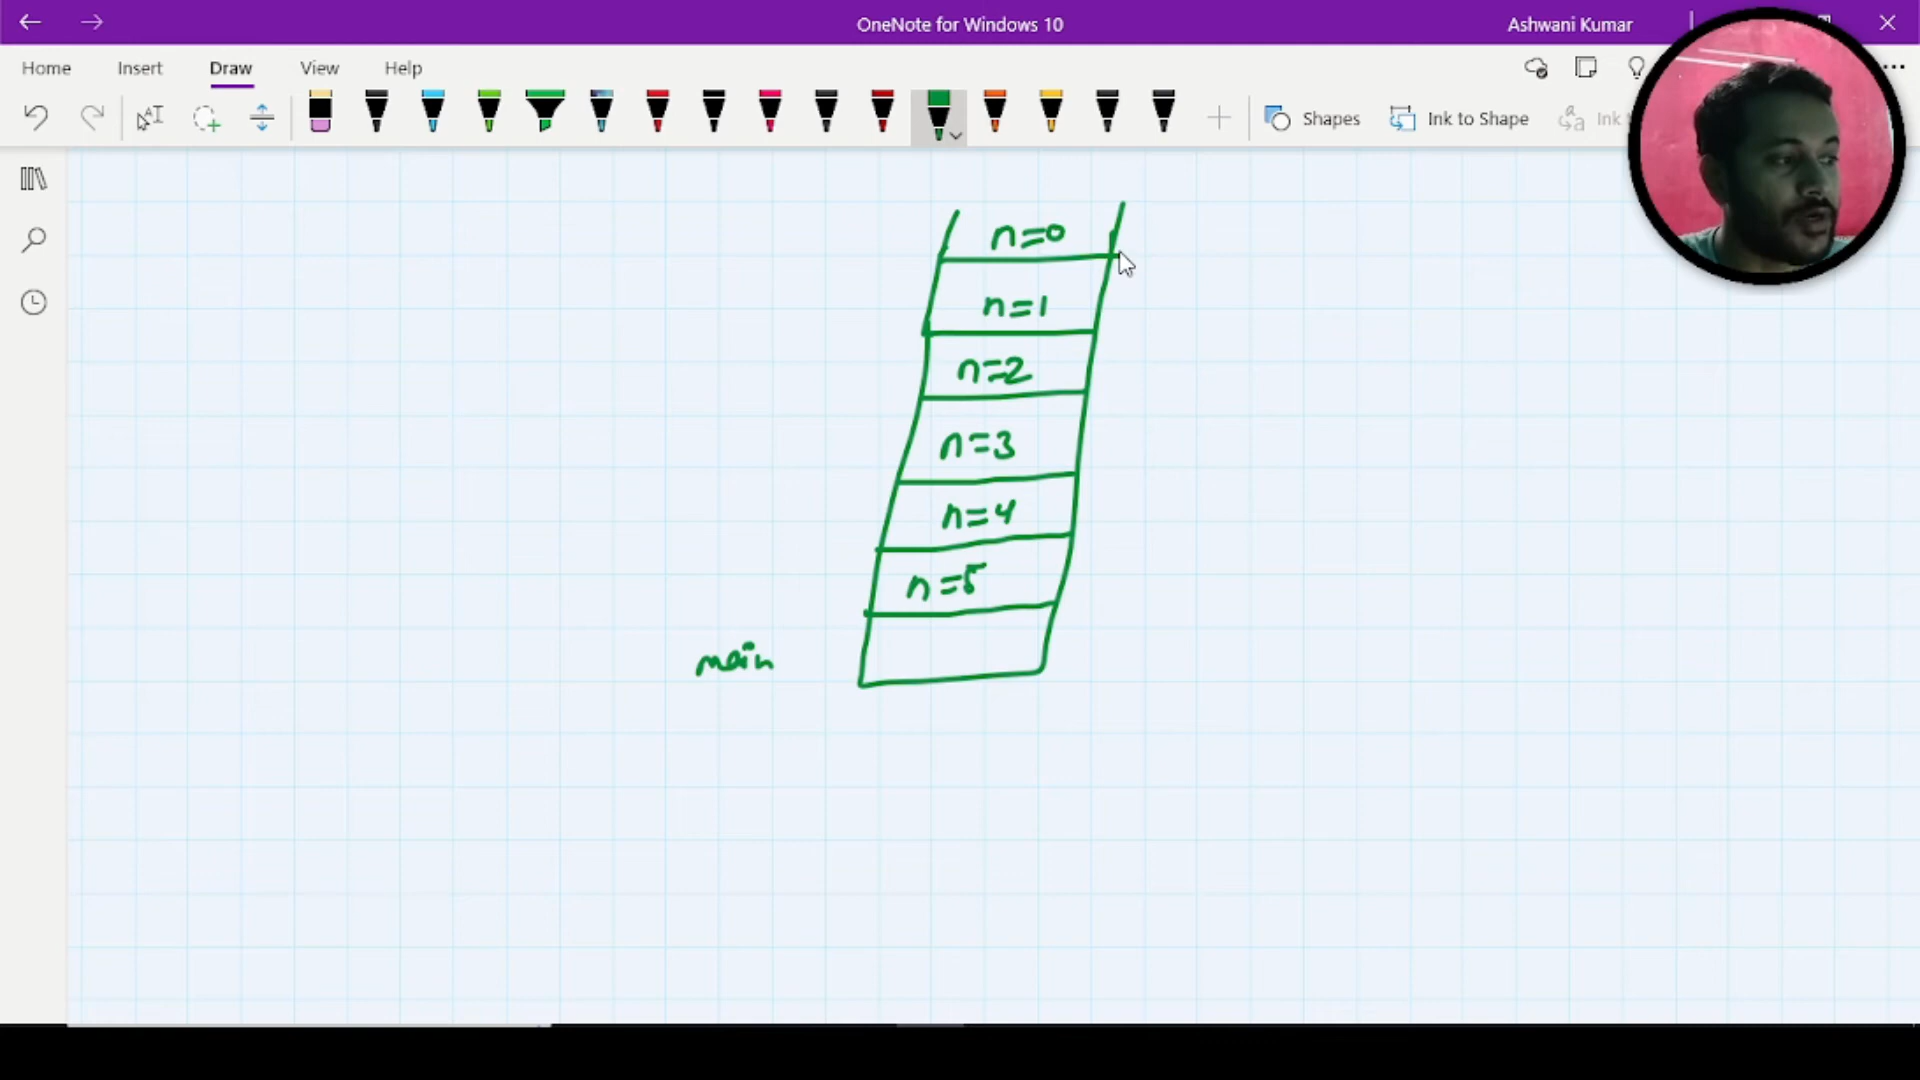 OneNote for Windows 10
Ashwani Kumar
Home Insert Draw View Help
Shapes Ink to Shape Ink
n=0
n=1
n=2
n=3
n=4
n=5
main